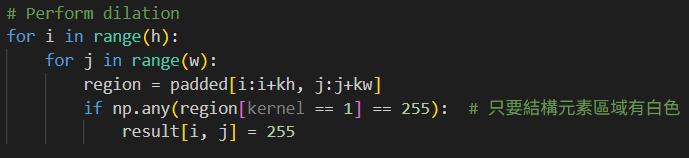 # Perform dilation
for i in range(h):
    for j in range(w):
        region = padded[i:i+kh, j:j+kw]
        if np.any(region[kernel == 1] == 255):  # 只要結構元素區域有白色
            result[i, j] = 255